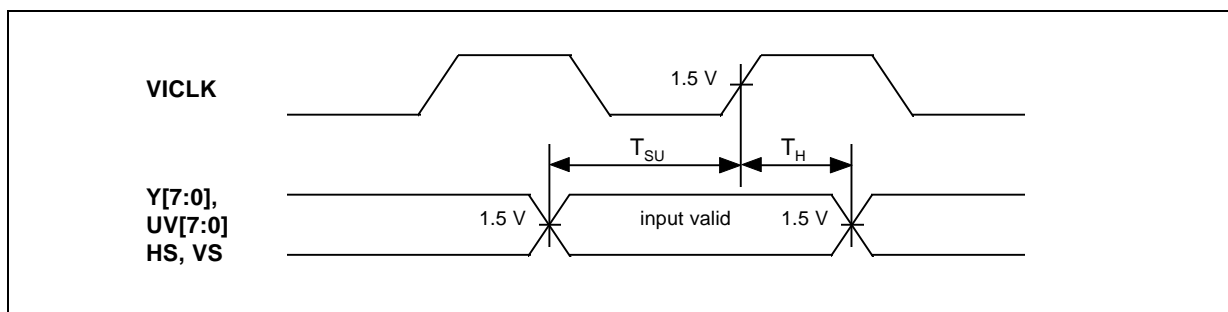 VICLK
1.5 V
T_SU
T_H
Y[7:0],
UV[7:0]
HS, VS
1.5 V
input valid
1.5 V